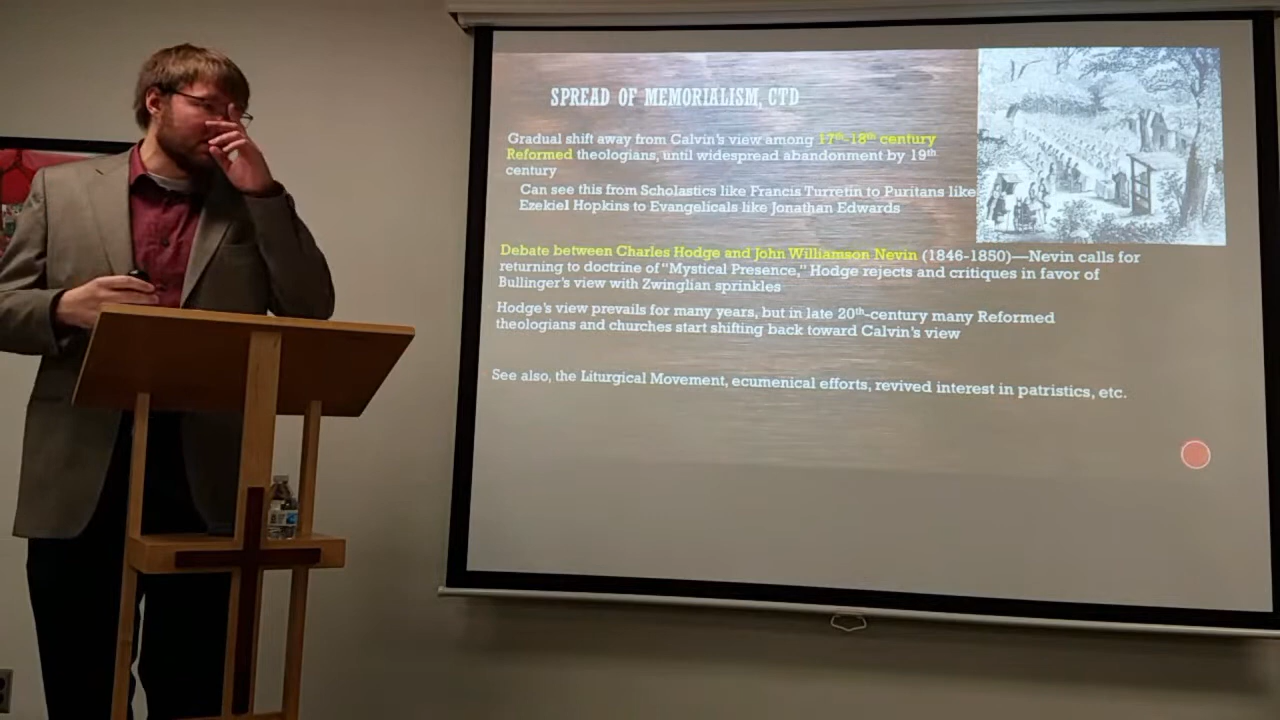 SPREAD OF MEMORIALISM, CTD
Gradual shift away from Calvin's view among 17th-18th century
Reformed theologians, until widespread abandonment by 19th
century
Can see this from Scholastics like Francis Turretin to Puritans like
Ezekiel Hopkins to Evangelicals like Jonathan Edwards
Debate between Charles Hodge and John Williamson Nevin (1846-1850)—Nevin calls for
returning to doctrine of "Mystical Presence," Hodge rejects and critiques in favor of
Bullinger's view with Zwinglian sprinkles
Hodge's view prevails for many years, but in late 20th-century many Reformed
theologians and churches start shifting back toward Calvin's view
See also, the Liturgical Movement, ecumenical efforts, revived interest in patristics, etc.